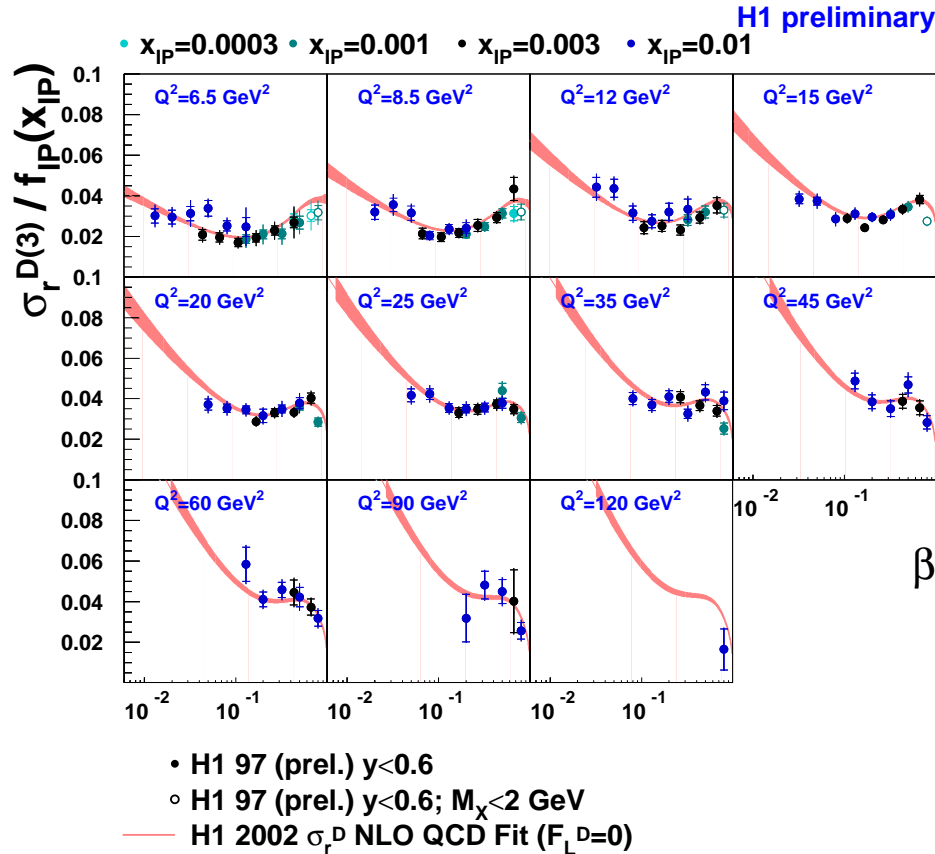 H1 preliminary
x_IP=0.0003 x_IP=0.001 x_IP=0.003 x_IP=0.01
σ_r^D(3) / f_IP(x_IP)
0.1
Q²=6.5 GeV² Q²=8.5 GeV² Q²=12 GeV² Q²=15 GeV²
0.08
0.06
0.04
0.02
0.1
Q²=20 GeV² Q²=25 GeV² Q²=35 GeV² Q²=45 GeV²
0.08
0.06
0.04
0.02
10⁻² 10⁻¹
0.1
Q²=60 GeV² Q²=90 GeV² Q²=120 GeV²
0.08
0.06
0.04
0.02
β
10⁻² 10⁻¹ 10⁻² 10⁻¹ 10⁻² 10⁻¹
H1 97 (prel.) y<0.6
H1 97 (prel.) y<0.6; M_X<2 GeV
H1 2002 σ_r^D NLO QCD Fit (F_L^D=0)